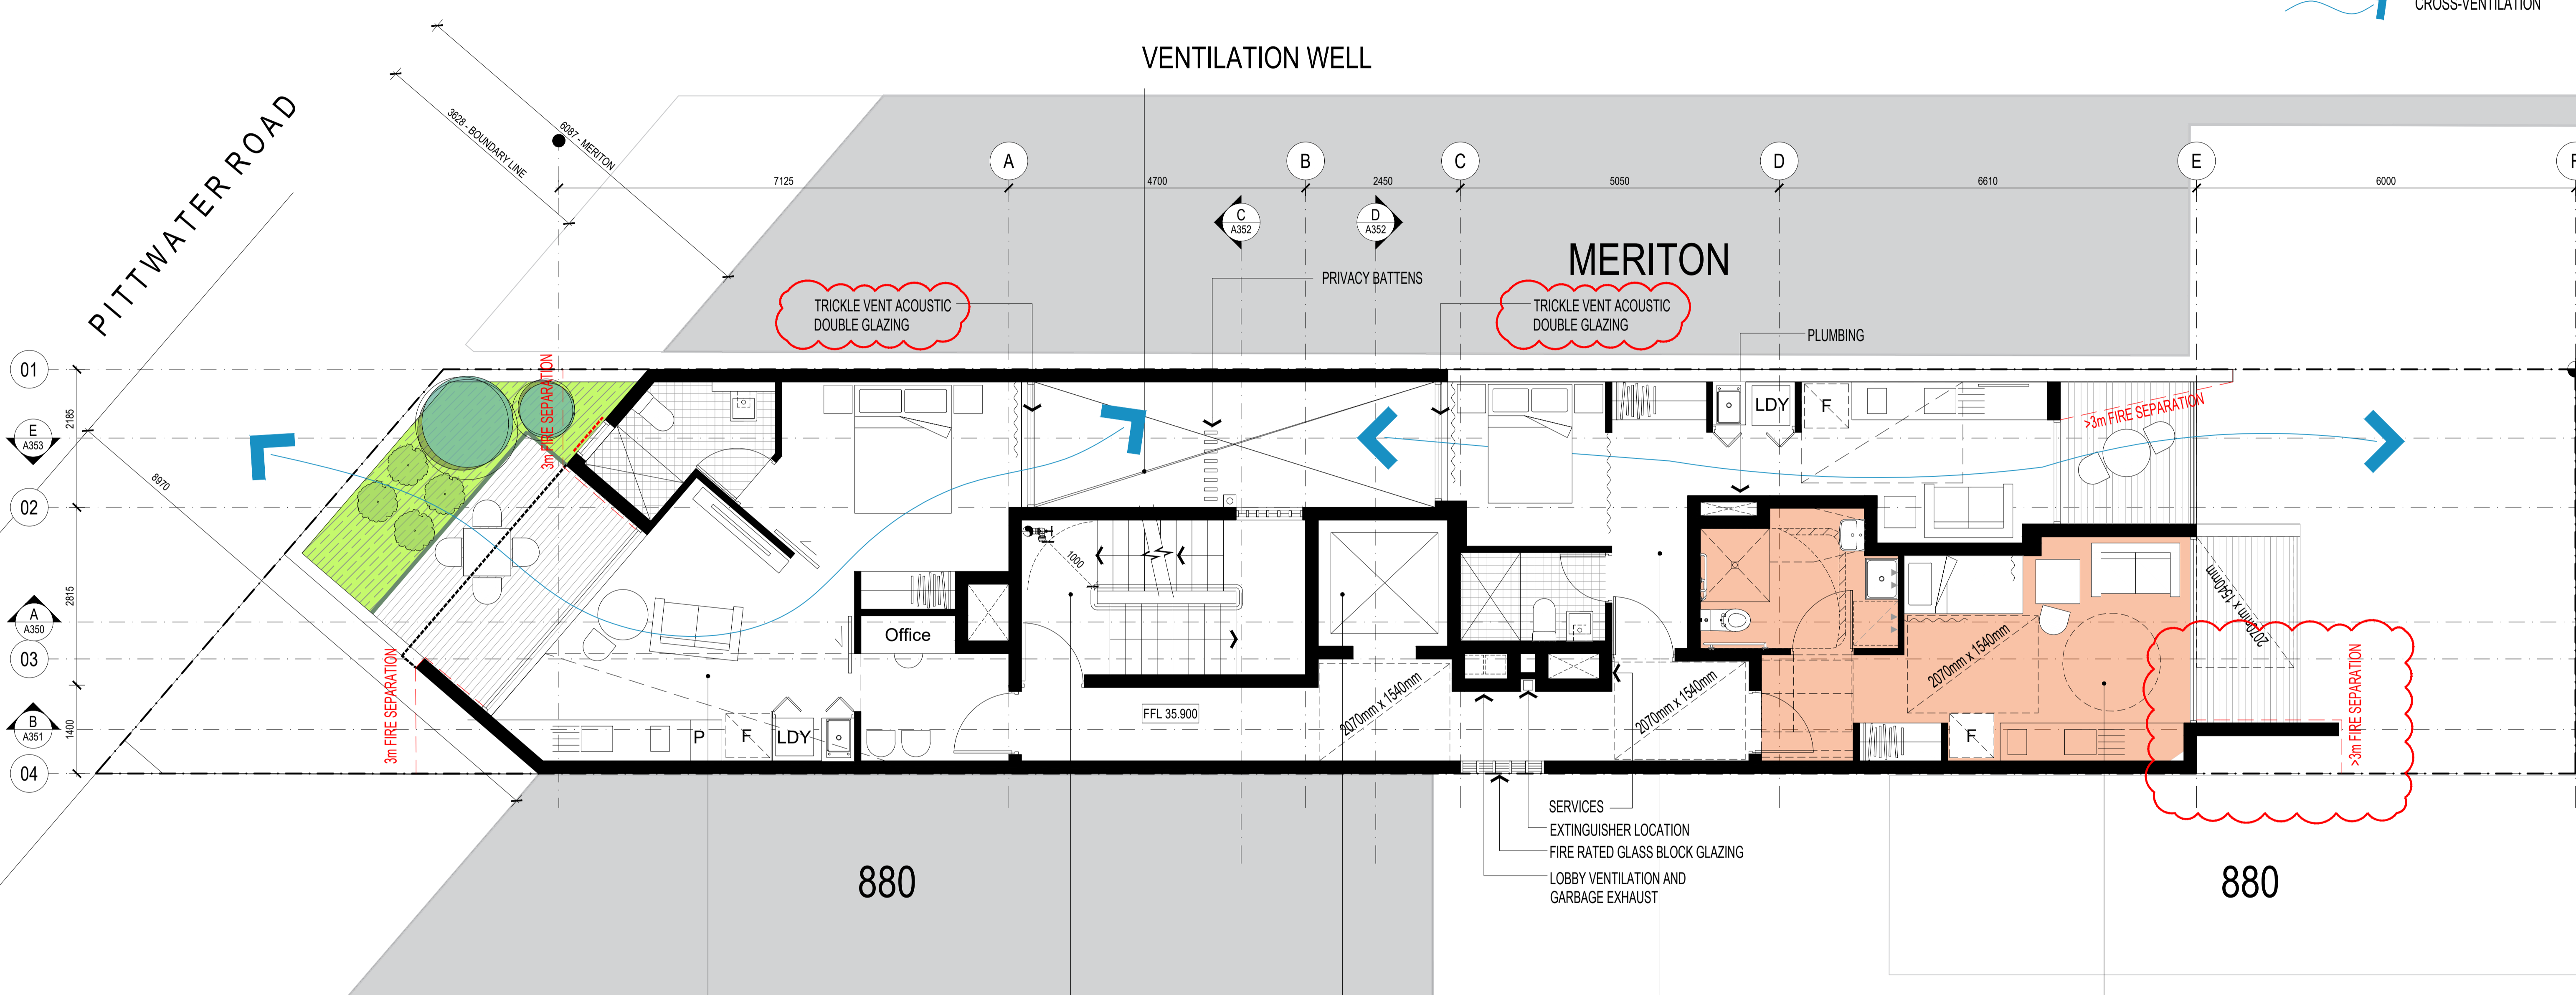 CROSS-VENTILATION
VENTILATION WELL
PITTWATER ROAD
3628 - BOUNDARY LINE
6087 - MERITON
A
B
C
D
E
F
7125
4700
2450
5050
6610
6000
C
A352
D
A352
MERITON
PRIVACY BATTENS
TRICKLE VENT ACOUSTIC
DOUBLE GLAZING
TRICKLE VENT ACOUSTIC
DOUBLE GLAZING
PLUMBING
01
2185
E
A353
02
2815
A
A350
03
B
A351
1400
04
8970
3m FIRE SEPARATION
3m FIRE SEPARATION
>3m FIRE SEPARATION
>3m FIRE SEPARATION
LDY
F
1000
Office
P
F
LDY
FFL 35.900
2070mm x 1540mm
2070mm x 1540mm
2070mm x 1540mm
2070mm x 1540mm
F
SERVICES
EXTINGUISHER LOCATION
FIRE RATED GLASS BLOCK GLAZING
LOBBY VENTILATION AND
GARBAGE EXHAUST
880
880